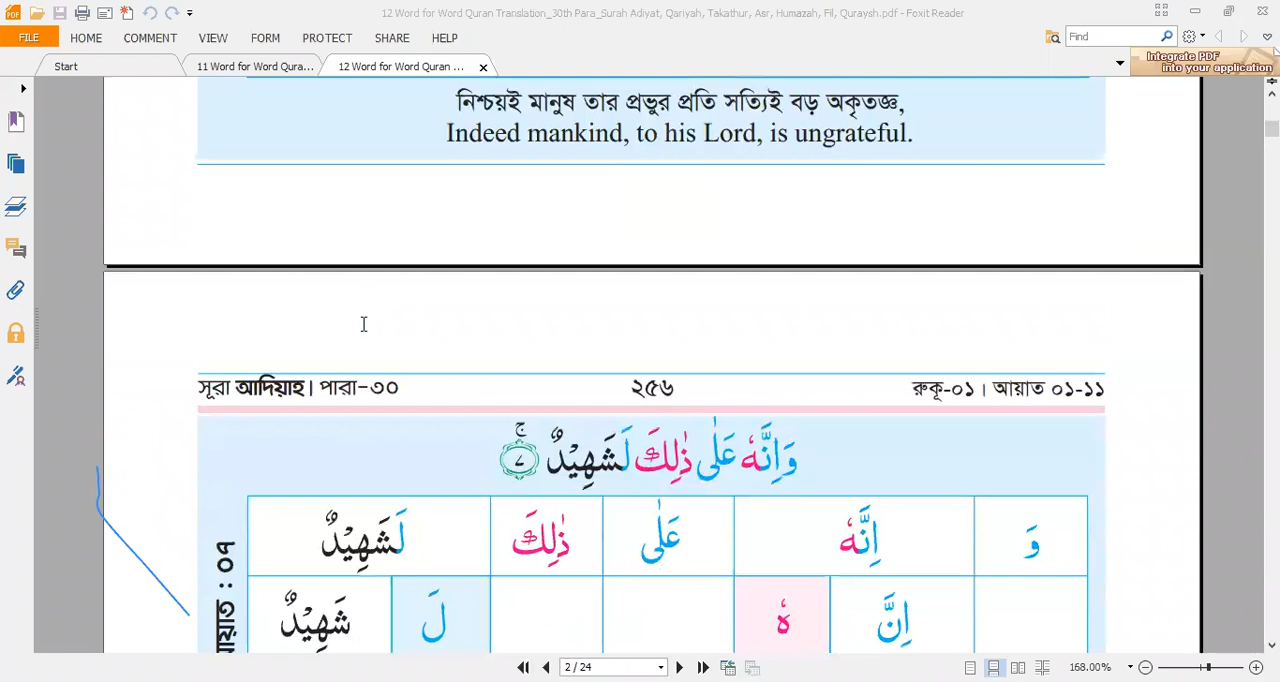 12 Word for Word Quran Translation_30th Para_Surah Adiyat, Qariyah, Takathur, Asr, Humazah, Fil, Quraysh.pdf - Foxit Reader
FILE HOME COMMENT VIEW FORM PROTECT SHARE HELP
Find
Start
11 Word for Word Qura...
12 Word for Word Quran ...
Integrate PDF
into your application
নিশ্চয়ই মানুষ তার প্রভুর প্রতি সত্যিই বড় অকৃতজ্ঞ,
Indeed mankind, to his Lord, is ungrateful.
সূরা আদিয়াহ। পারা-৩০ ২৫৬ রুকূ-০১। আয়াত ০১-১১
وَاِنَّهٗ عَلٰى ذٰلِكَ لَشَهِيْدٌ ۚ ﴿٧﴾
وَ اِنَّهٗ عَلٰى ذٰلِكَ لَشَهِيْدٌ
اِنَّ هٗ لَ شَهِيْدٌ
আয়াত : ০৭
2 / 24
168.00%